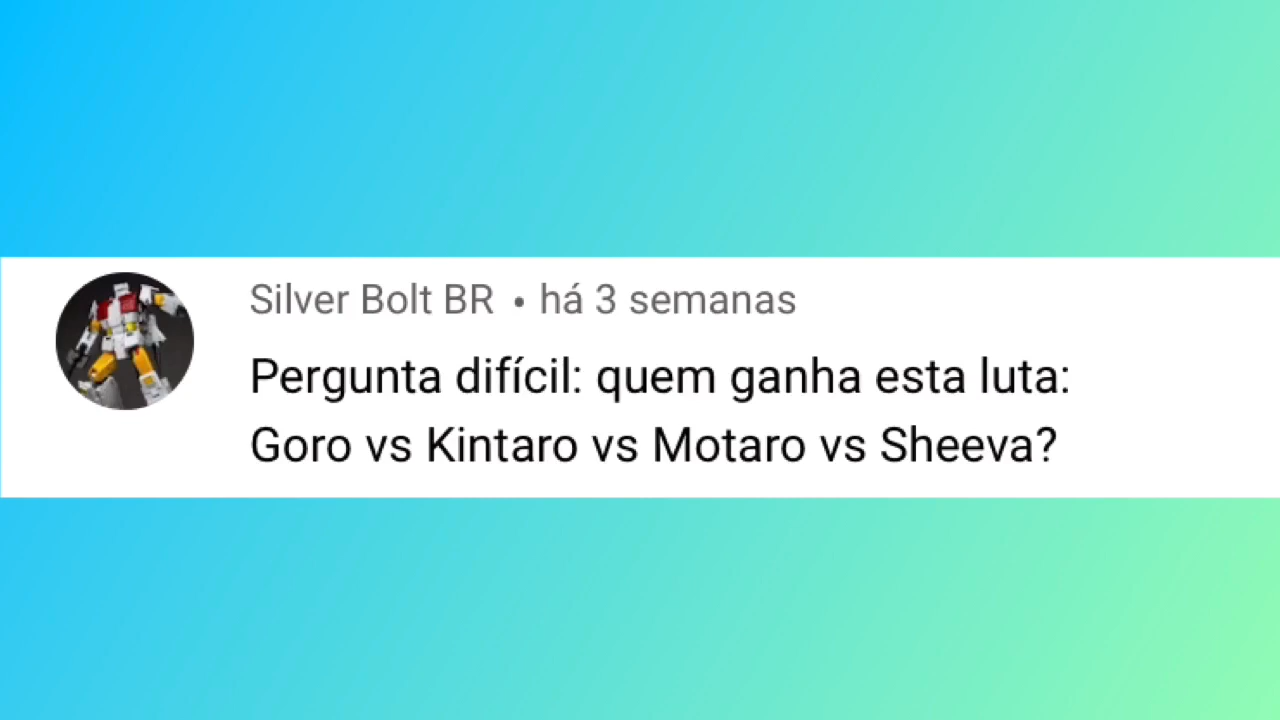 Silver Bolt BR • há 3 semanas
Pergunta difícil: quem ganha esta luta:
Goro vs Kintaro vs Motaro vs Sheeva?